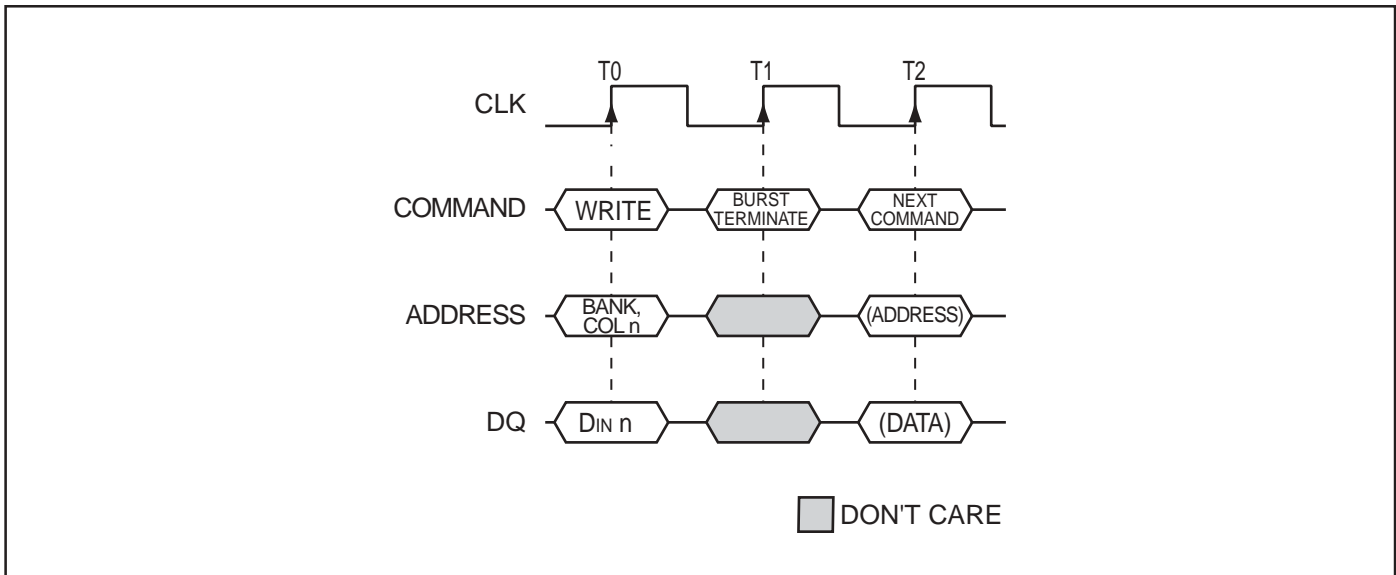 T0 T1 T2
CLK
COMMAND WRITE BURST TERMINATE NEXT COMMAND
ADDRESS BANK, COL n (ADDRESS)
DQ DIN n (DATA)
DON'T CARE